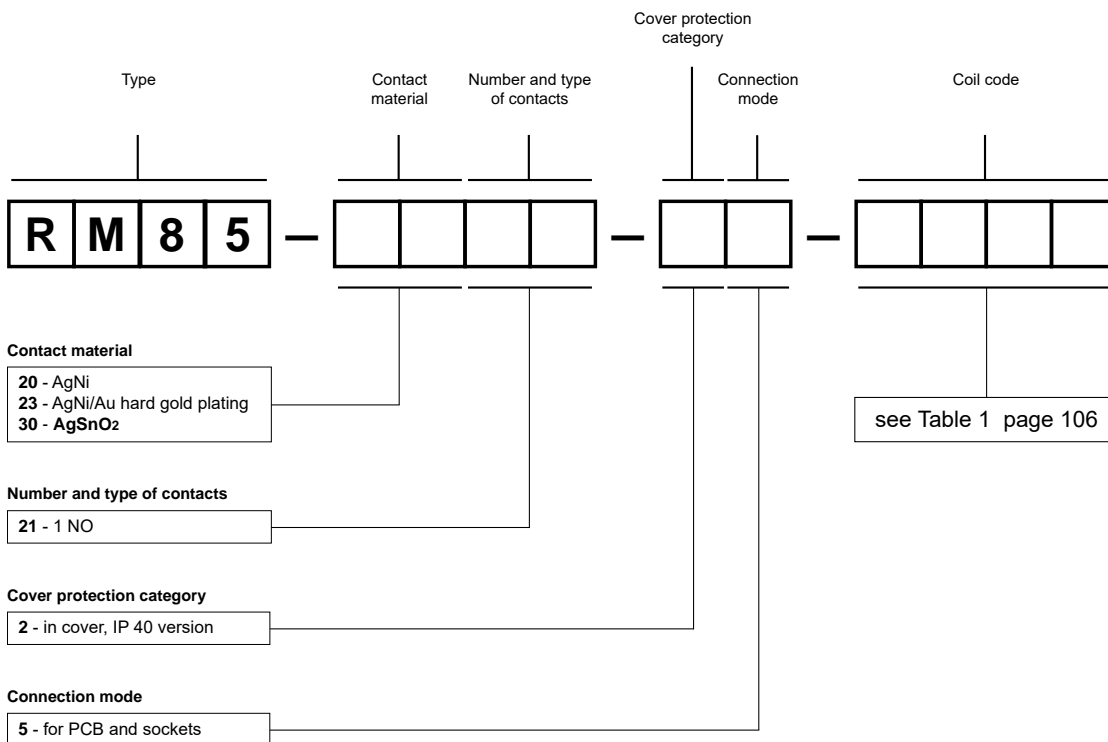 Cover protection
category
Type
Contact
material
Number and type
of contacts
Connection
mode
Coil code
R M 8 5 – – –
Contact material
20 - AgNi
23 - AgNi/Au hard gold plating
30 - AgSnO2
see Table 1 page 106
Number and type of contacts
21 - 1 NO
Cover protection category
2 - in cover, IP 40 version
Connection mode
5 - for PCB and sockets